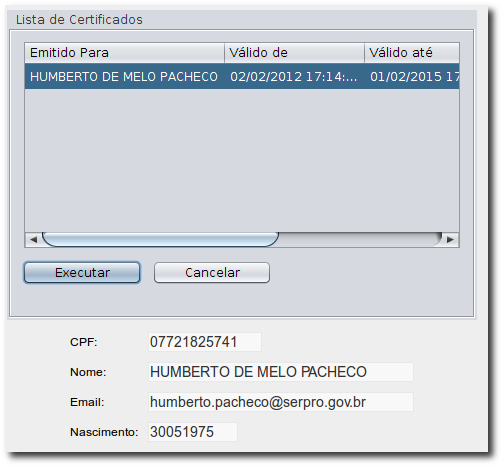 Lista de Certificados
Emitido Para Válido de Válido até
HUMBERTO DE MELO PACHECO 02/02/2012 17:14:... 01/02/2015 17
Executar Cancelar
CPF: 07721825741
Nome: HUMBERTO DE MELO PACHECO
Email: humberto.pacheco@serpro.gov.br
Nascimento: 30051975